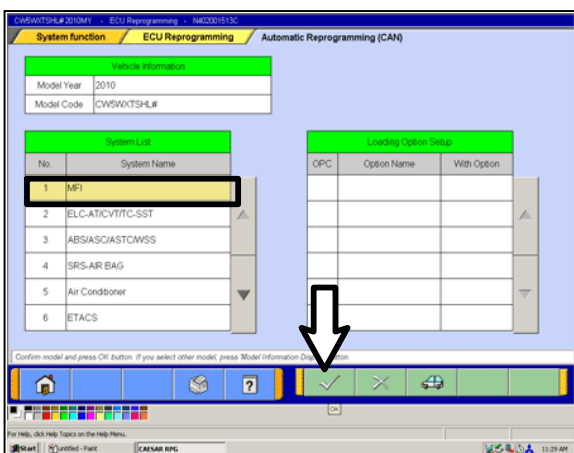 CW5WXTSHL# 2010MY - ECU Reprogramming - N402001513C
System function ECU Reprogramming Automatic Reprogramming (CAN)
Vehicle Information
Model Year 2010
Model Code CW5WXTSHL#
System List Loading Option Setup
No. System Name OPC Option Name With Option
1 MFI
2 ELC-AT/CVT/TC-SST
3 ABS/ASC/ASTC/WSS
4 SRS-AIR BAG
5 Air Conditioner
6 ETACS
Confirm model and press OK button. If you select other model, press 'Model Information
?
Ok
For Help, click Help Topics on the Help Menu.
Start untitled - Paint CAESAR RPG 11:29 AM